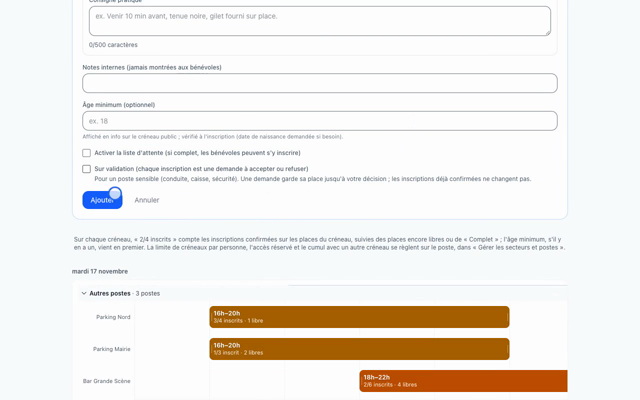 Consigne pratique
ex. Venir 10 min avant, tenue noire, gilet fourni sur place.
0/500 caractères
Notes internes (jamais montrées aux bénévoles)
Âge minimum (optionnel)
ex. 18
Affiché en info sur le créneau public ; vérifié à l'inscription (date de naissance demandée si besoin).
Activer la liste d'attente (si complet, les bénévoles peuvent s'y inscrire)
Sur validation (chaque inscription est une demande à accepter ou refuser)
Pour un poste sensible (conduite, caisse, sécurité). Une demande garde sa place jusqu'à votre décision ; les inscriptions déjà confirmées ne changent pas.
Ajouter Annuler
Sur chaque créneau, « 2/4 inscrits » compte les inscriptions confirmées sur les places du créneau, suivies des places encore libres ou de « Complet » ; l'âge minimum, s'il y
en a un, vient en premier. La limite de créneaux par personne, l'accès réservé et le cumul avec un autre créneau se règlent sur le poste, dans « Gérer les secteurs et postes ».
mardi 17 novembre
Autres postes · 3 postes
Parking Nord
16h–20h
3/4 inscrits · 1 libre
Parking Mairie
16h–20h
1/3 inscrit · 2 libres
Bar Grande Scène
18h–22h
2/6 inscrits · 4 libres